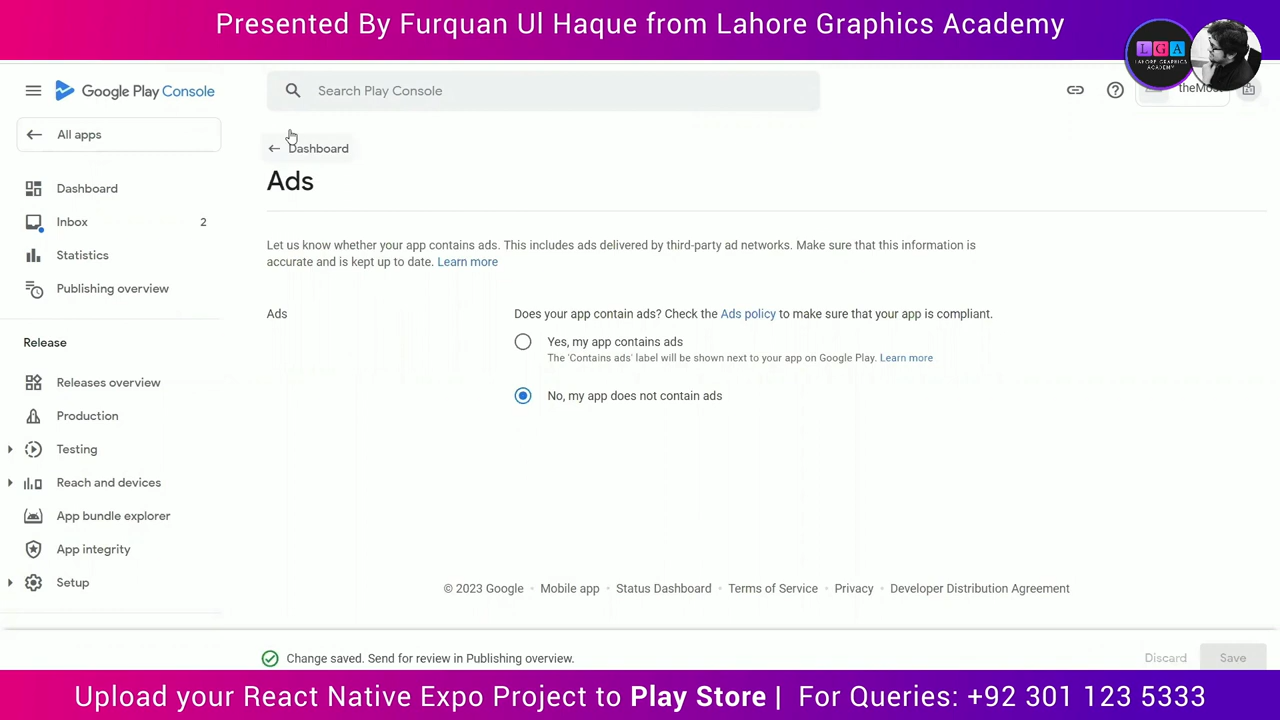 Presented By Furquan Ul Haque from Lahore Graphics Academy
LGA
LAHORE GRAPHICS
ACADEMY
Google Play Console
Search Play Console
All apps
Dashboard
Inbox 2
Statistics
Publishing overview
Release
Releases overview
Production
Testing
Reach and devices
App bundle explorer
App integrity
Setup
Dashboard
Ads
Let us know whether your app contains ads. This includes ads delivered by third-party ad networks. Make sure that this information is
accurate and is kept up to date. Learn more
Ads
Does your app contain ads? Check the Ads policy to make sure that your app is compliant.
Yes, my app contains ads
The 'Contains ads' label will be shown next to your app on Google Play. Learn more
No, my app does not contain ads
© 2023 Google · Mobile app · Status Dashboard · Terms of Service · Privacy · Developer Distribution Agreement
Change saved. Send for review in Publishing overview.
Discard
Save
Upload your React Native Expo Project to Play Store | For Queries: +92 301 123 5333